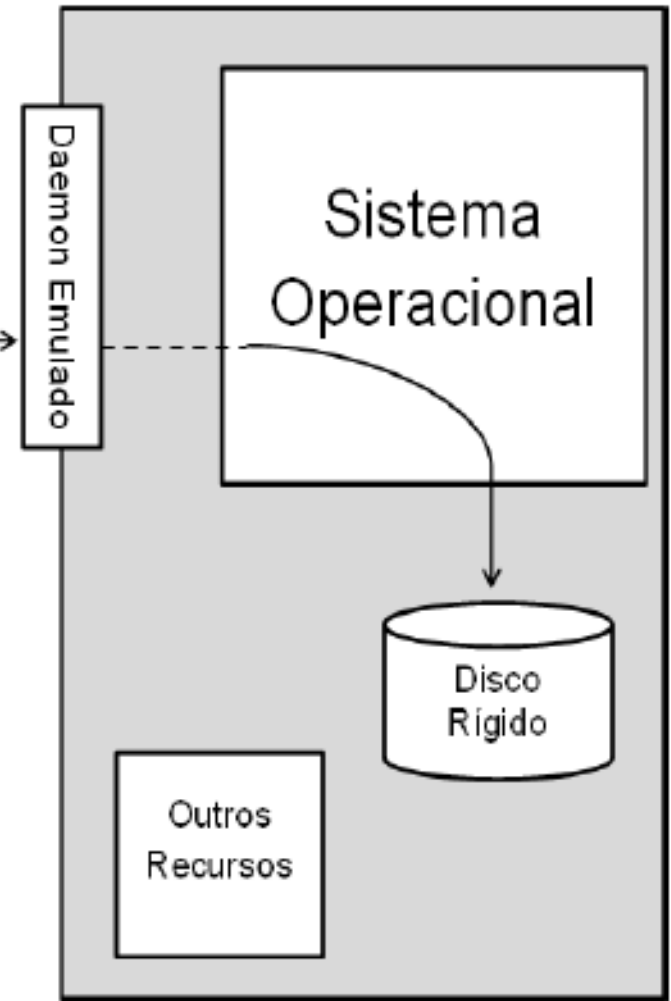 Daemon Emulado
Sistema
Operacional
Disco
Rígido
Outros
Recursos